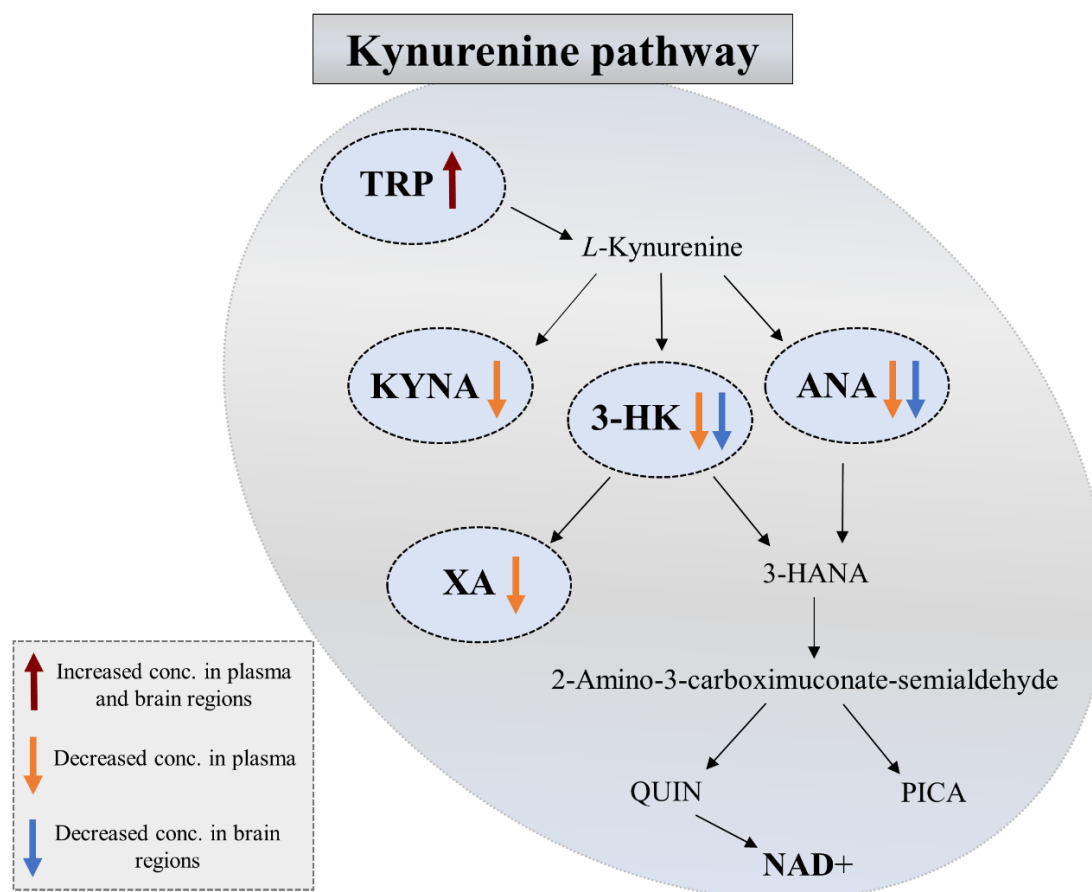 Kynurenine pathway
TRP
L-Kynurenine
KYNA
3-HK
ANA
XA
3-HANA
2-Amino-3-carboximuconate-semialdehyde
QUIN
PICA
NAD+
Increased conc. in plasma
and brain regions
Decreased conc. in plasma
Decreased conc. in brain
regions